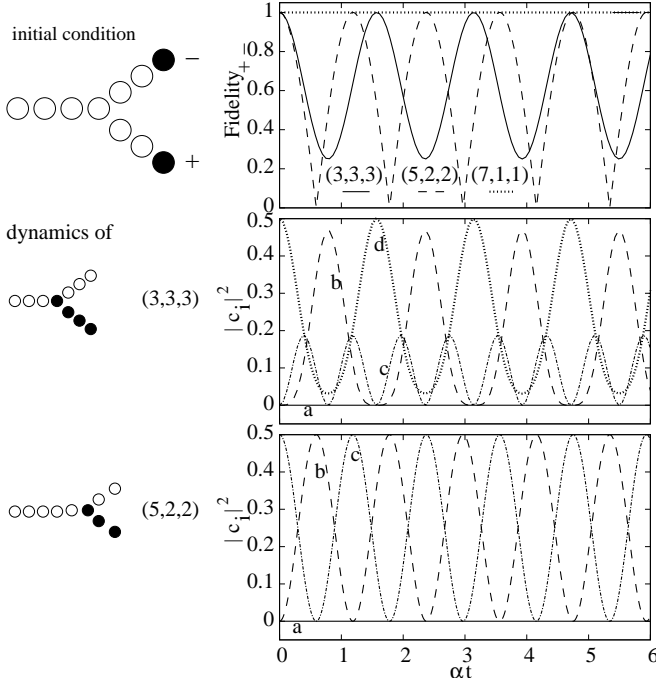 initial condition
−
+
Fidelity +−
1
0.8
0.6
0.4
0.2
0
(3,3,3) (5,2,2) (7,1,1)
dynamics of
(3,3,3)
|c_i|^2
0.5
0.4
0.3
0.2
0.1
0
d
b
c
a
(5,2,2)
|c_i|^2
0.5
0.4
0.3
0.2
0.1
0
b c
a
0 1 2 3 4 5 6
αt